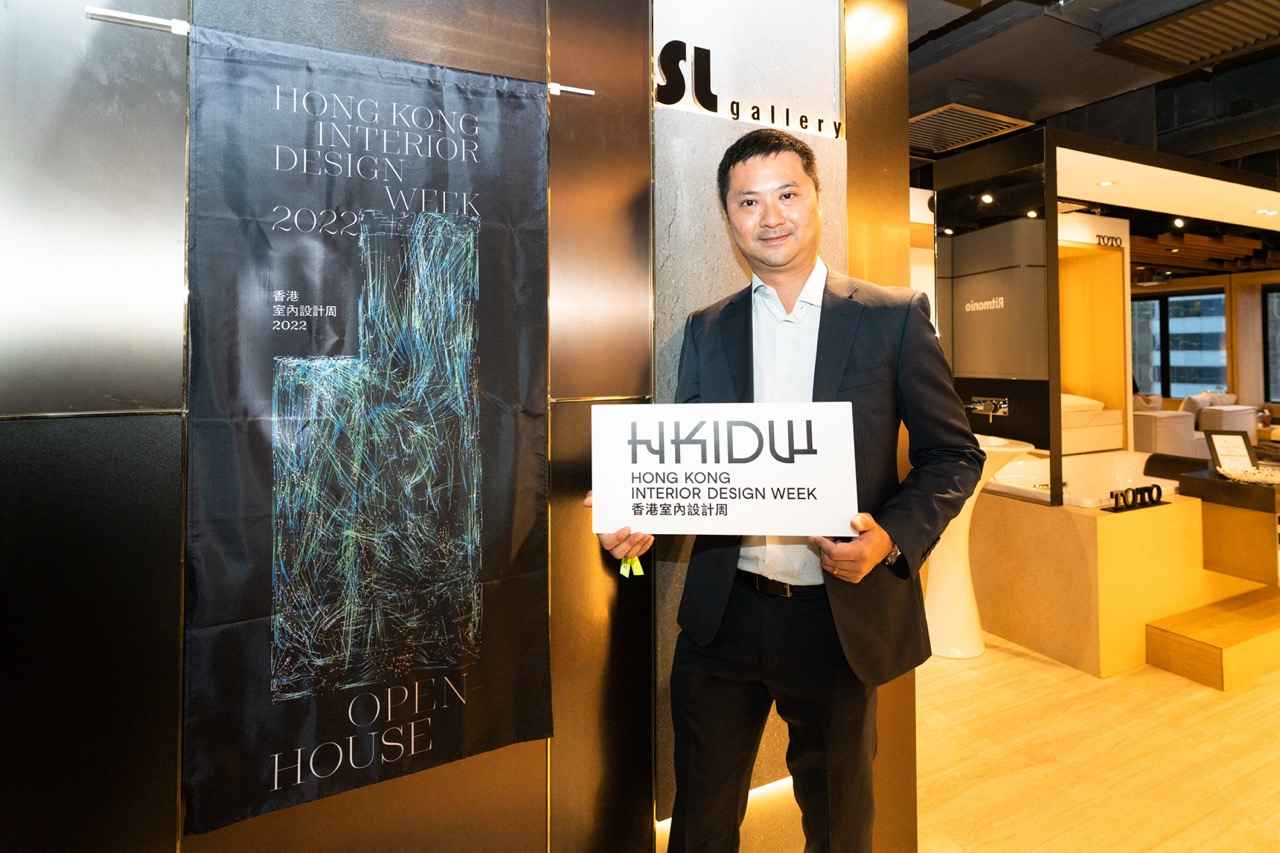 HONG KONG
INTERIOR
DESIGN
WEEK
2022
香港
室內設計周
2022
OPEN
HOUSE
SL
gallery
HKIDW
HONG KONG
INTERIOR DESIGN WEEK
香港室內設計周
TOTO
Ritmonio
TOTO